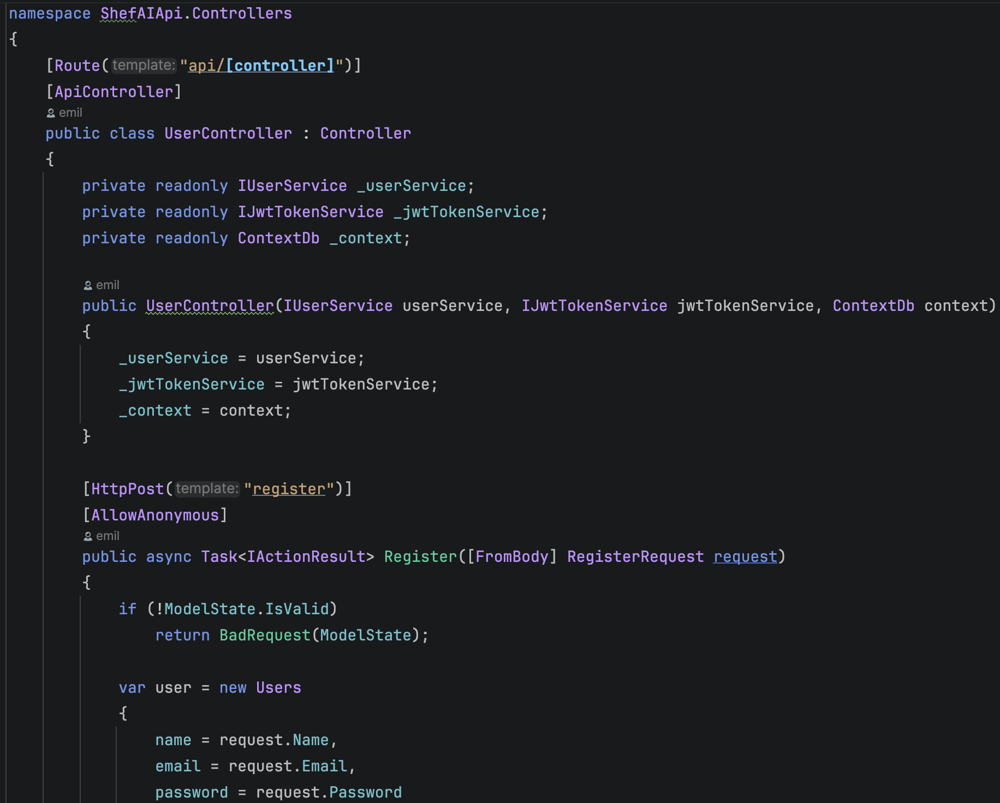 namespace ShefAIApi.Controllers
{
[Route(template: "api/[controller]")]
[ApiController]
emil
public class UserController : Controller
{
private readonly IUserService _userService;
private readonly IJwtTokenService _jwtTokenService;
private readonly ContextDb _context;
emil
public UserController(IUserService userService, IJwtTokenService jwtTokenService, ContextDb context)
{
_userService = userService;
_jwtTokenService = jwtTokenService;
_context = context;
}
[HttpPost(template: "register")]
[AllowAnonymous]
emil
public async Task<IActionResult> Register([FromBody] RegisterRequest request)
{
if (!ModelState.IsValid)
return BadRequest(ModelState);
var user = new Users
{
name = request.Name,
email = request.Email,
password = request.Password